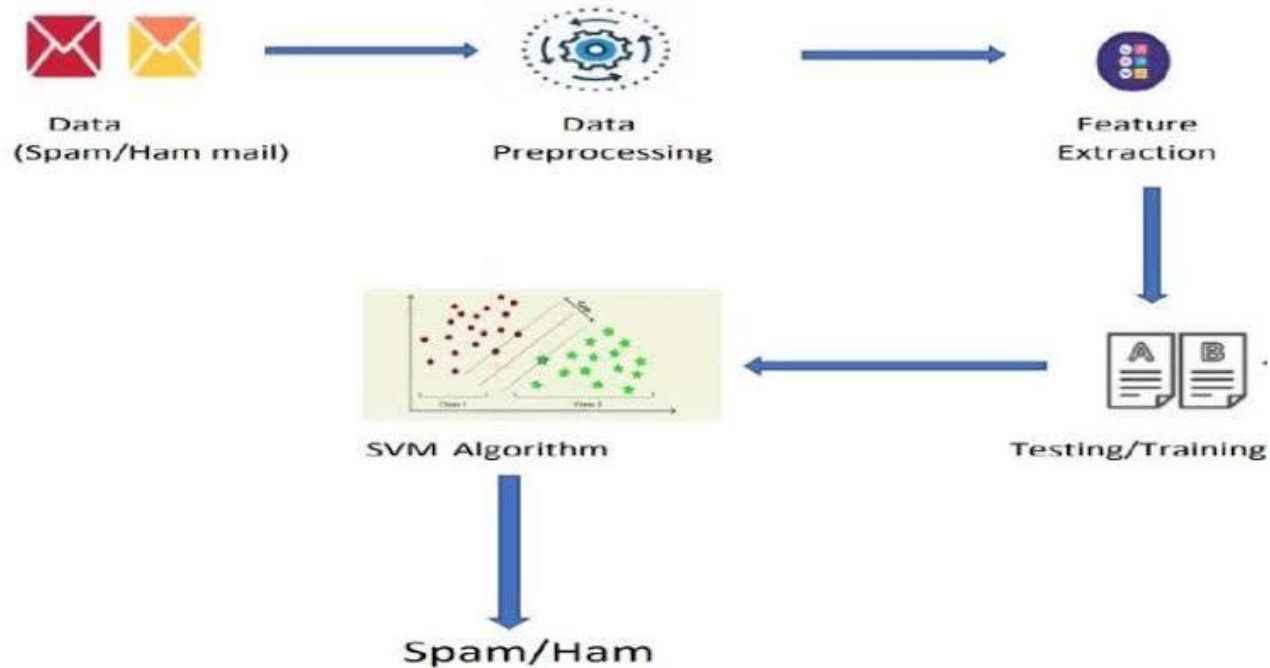 Data
(Spam/Ham mail)
Data
Preprocessing
Feature
Extraction
A B
Testing/Training
SVM Algorithm
Spam/Ham